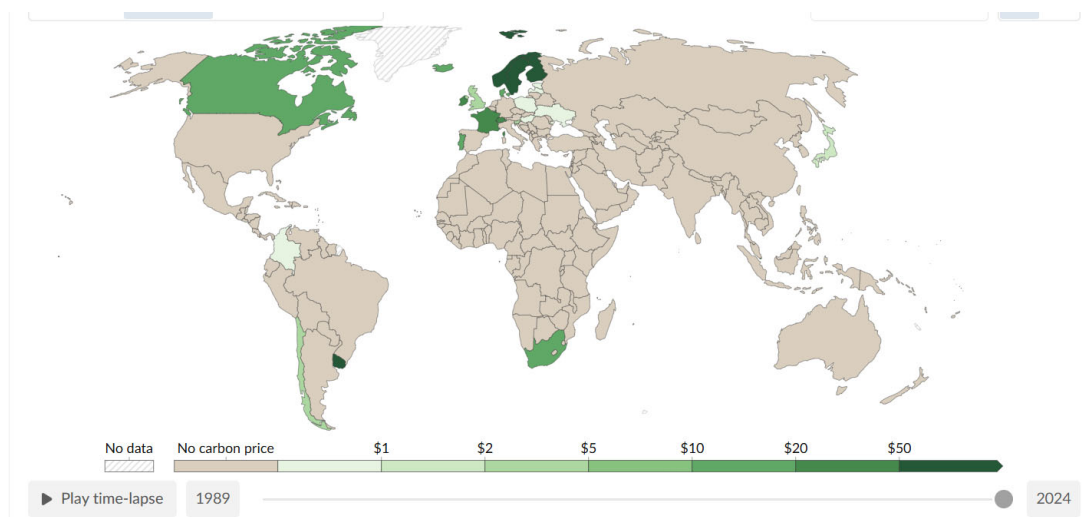 No data
No carbon price
$1
$2
$5
$10
$20
$50
Play time-lapse
1989
2024